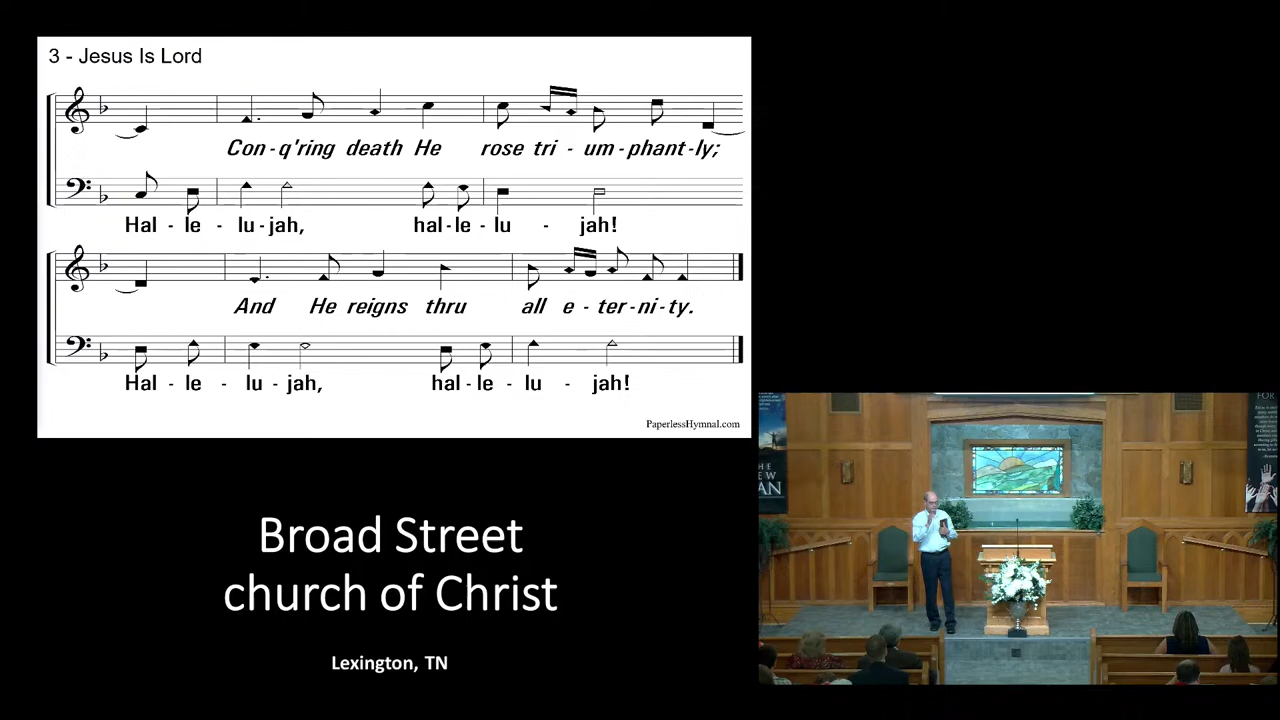 3 - Jesus Is Lord
Con-q'ring death He rose tri - um-phant-ly;
Hal - le - lu-jah, hal-le-lu - jah!
And He reigns thru all e - ter-ni-ty.
Hal - le - lu - jah, hal-le - lu - jah!
PaperlessHymnal.com
Broad Street
church of Christ
Lexington, TN
FOR